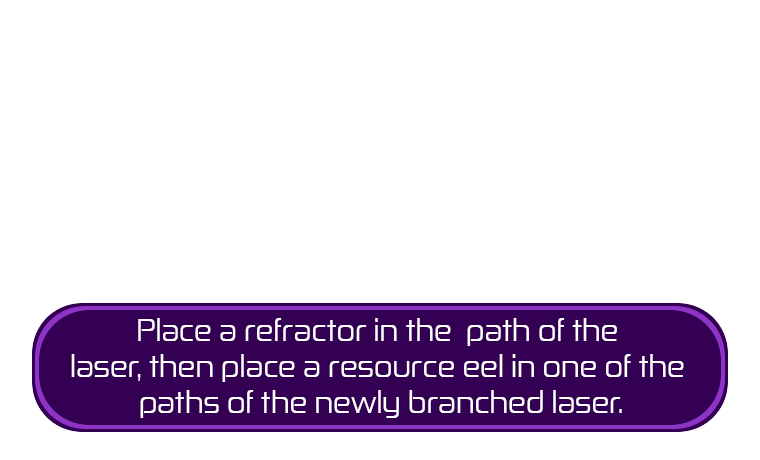 Place a refractor in the  path of the
laser, then place a resource eel in one of the
paths of the newly branched laser.